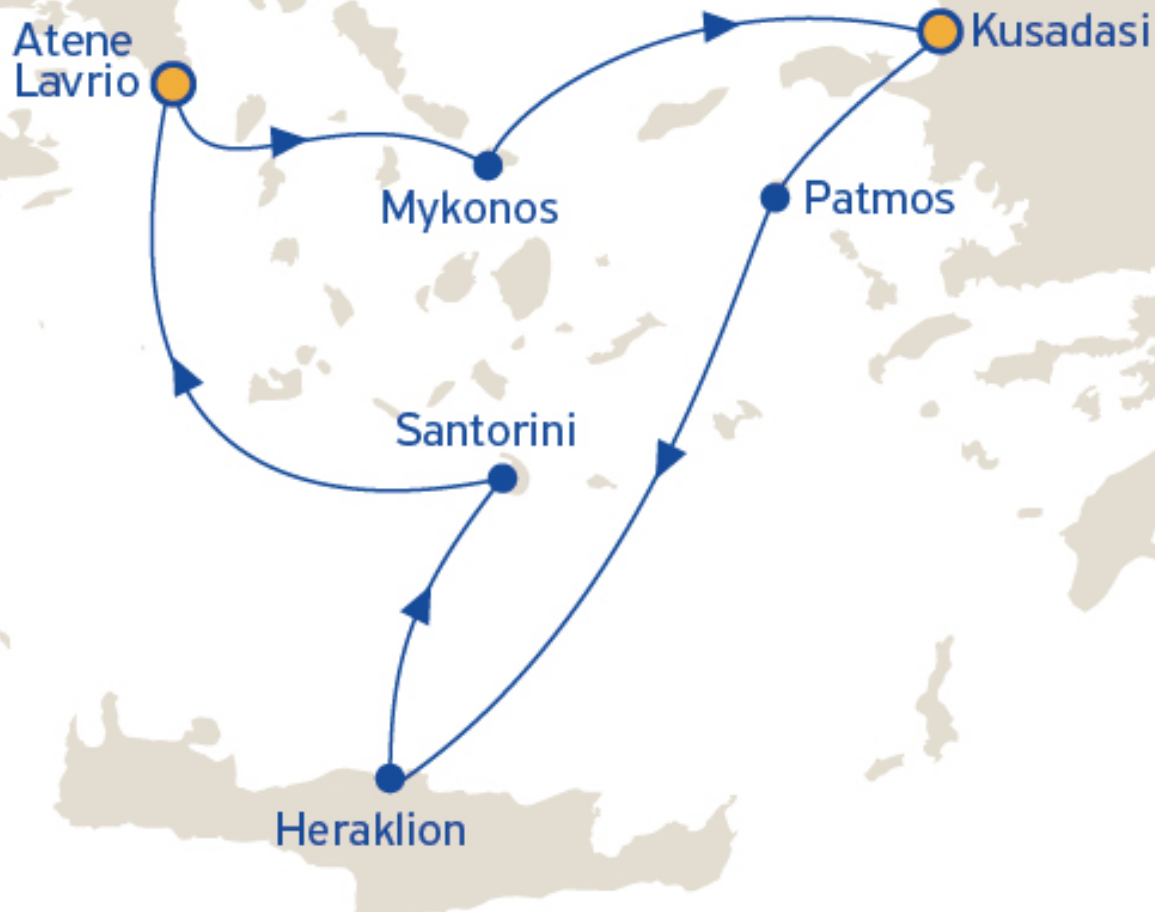 Atene
Lavrio
Kusadasi
Mykonos
Patmos
Santorini
Heraklion